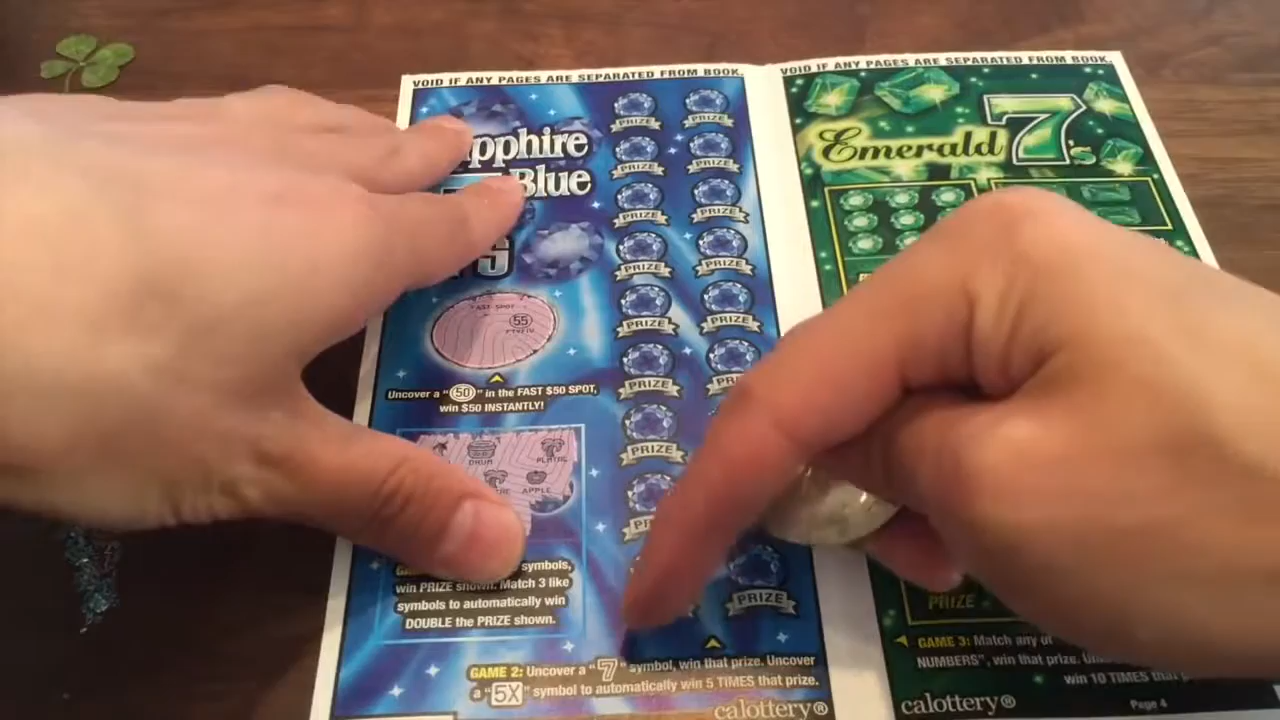 VOID IF ANY PAGES ARE SEPARATED FROM BOOK.
pphire
Blue
PRIZE PRIZE
PRIZE PRIZE
PRIZE PRIZE
PRIZE PRIZE
PRIZE PRIZE
PRIZE
PRIZE
PRIZE
FAST SPOT
55
Uncover a "50" in the FAST $50 SPOT,
win $50 INSTANTLY!
DRUM
APPLE
symbols,
win PRIZE shown. Match 3 like
symbols to automatically win
DOUBLE the PRIZE shown.
GAME 2: Uncover a "7" symbol, win that prize. Uncover
a "5X" symbol to automatically win 5 TIMES that prize.
calottery®
VOID IF ANY PAGES ARE SEPARATED FROM BOOK.
Emerald 7's
PRIZE
GAME 3: Match any of
NUMBERS", win that prize.
win 10 TIMES that
calottery®
Page 4